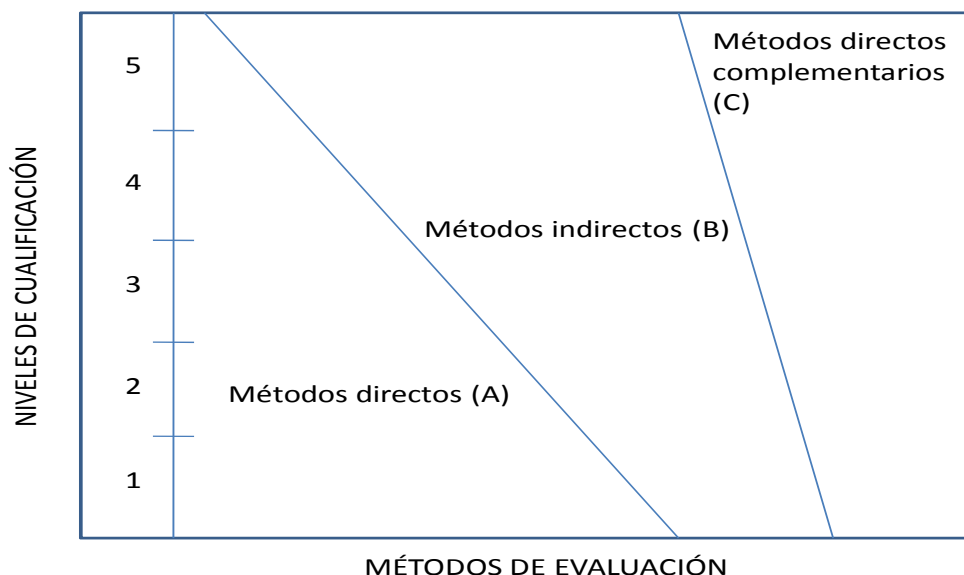 Métodos directos
complementarios
(C)
5
4
Métodos indirectos (B)
3
2
Métodos directos (A)
1
NIVELES DE CUALIFICACIÓN
MÉTODOS DE EVALUACIÓN